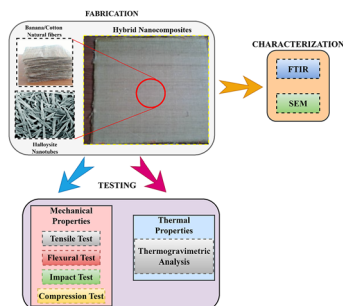 FABRICATION
Banana/Cotton
Natural fibers
Hybrid Nanocomposites
Halloysite
Nanotubes
CHARACTERIZATION
FTIR
SEM
TESTING
Mechanical
Properties
Tensile Test
Flexural Test
Impact Test
Compression Test
Thermal
Properties
Thermogravimetric
Analysis